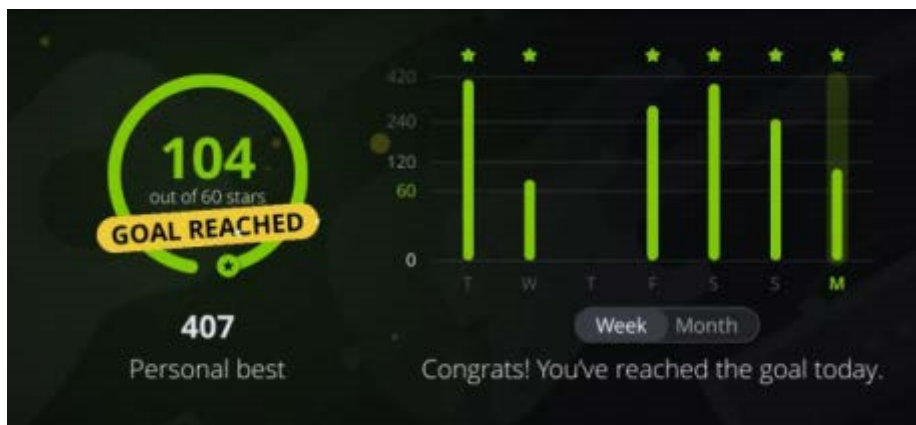 104
out of 60 stars
GOAL REACHED
407
Personal best
420
240
120
60
0
T W T F S S M
Week Month
Congrats! You've reached the goal today.